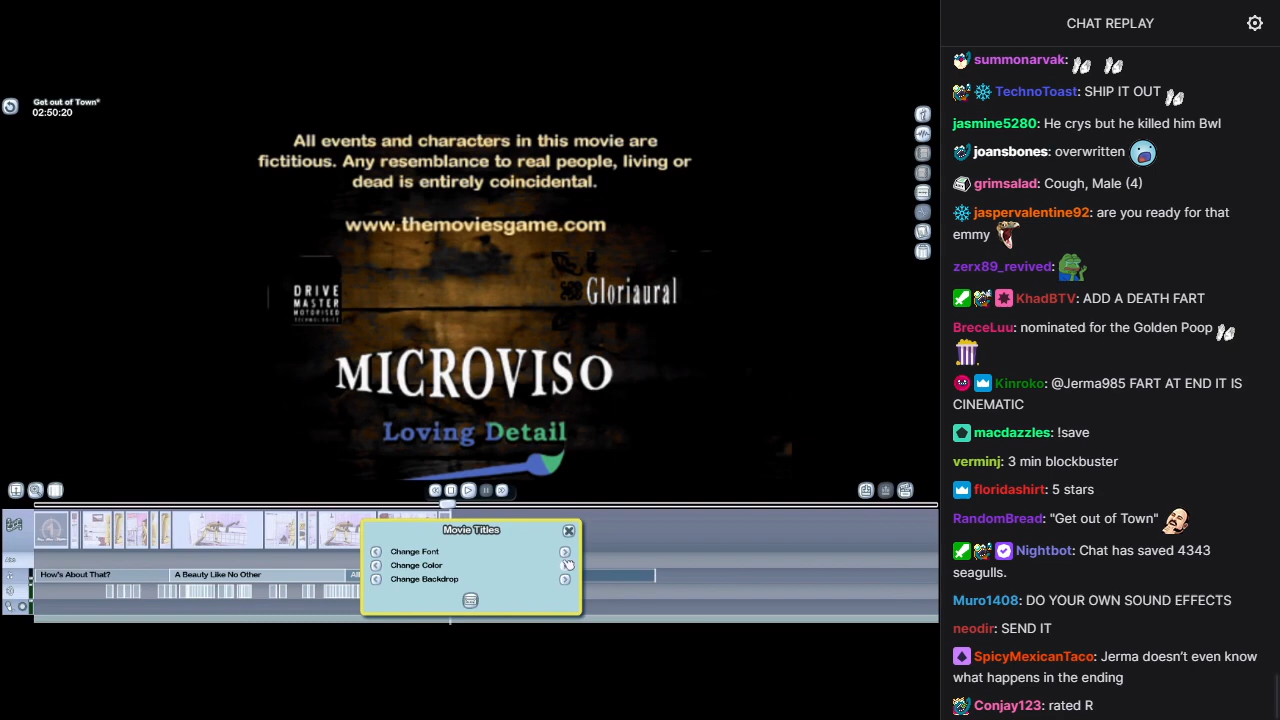 Get out of Town*
02:50:20
All events and characters in this movie are
fictitious. Any resemblance to real people, living or
dead is entirely coincidental.
www.themoviesgame.com
DRIVE
MASTER
MOTORISED
TECHNOLOGIES
Gloriaural
MICROVISO
Loving Detail
Movie Titles
Change Font
Change Color
Change Backdrop
How's About That?
A Beauty Like No Other
CHAT REPLAY
summonarvak:
TechnoToast: SHIP IT OUT
jasmine5280: He crys but he killed him Bwl
joansbones: overwritten
grimsalad: Cough, Male (4)
jaspervalentine92: are you ready for that
emmy
zerx89_revived:
KhadBTV: ADD A DEATH FART
BreceLuu: nominated for the Golden Poop
Kinroko: @Jerma985 FART AT END IT IS
CINEMATIC
macdazzles: !save
verminj: 3 min blockbuster
floridashirt: 5 stars
RandomBread: "Get out of Town"
Nightbot: Chat has saved 4343
seagulls.
Muro1408: DO YOUR OWN SOUND EFFECTS
neodir: SEND IT
SpicyMexicanTaco: Jerma doesn't even know
what happens in the ending
Conjay123: rated R